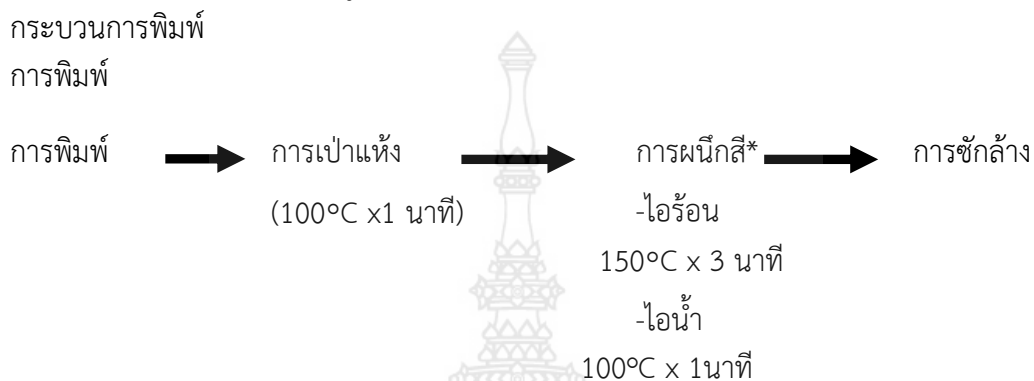 กระบวนการพิมพ์
การพิมพ์
การพิมพ์ การเป่าแห้ง การผนึกสี* การซักล้าง
(100°C x1 นาที) -ไอร้อน
150°C x 3 นาที
-ไอน้ำ
100°C x 1นาที